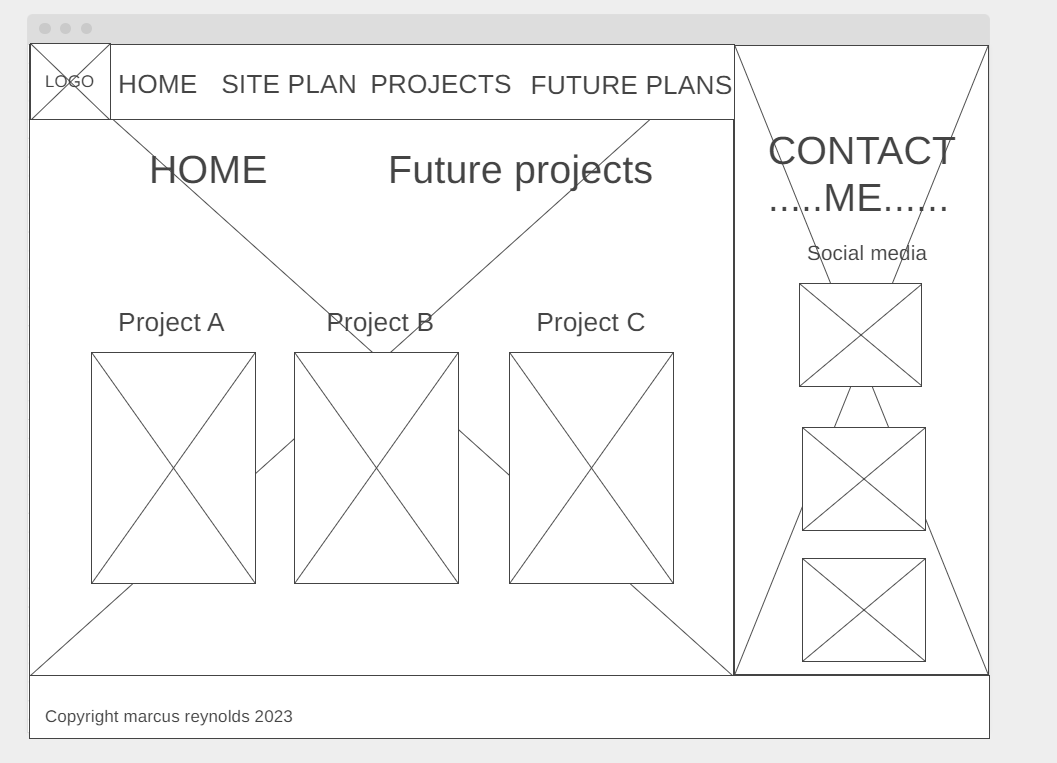 LOGO HOME SITE PLAN PROJECTS FUTURE PLANS
HOME Future projects
CONTACT
.....ME......
Social media
Project A Project B Project C
Copyright marcus reynolds 2023